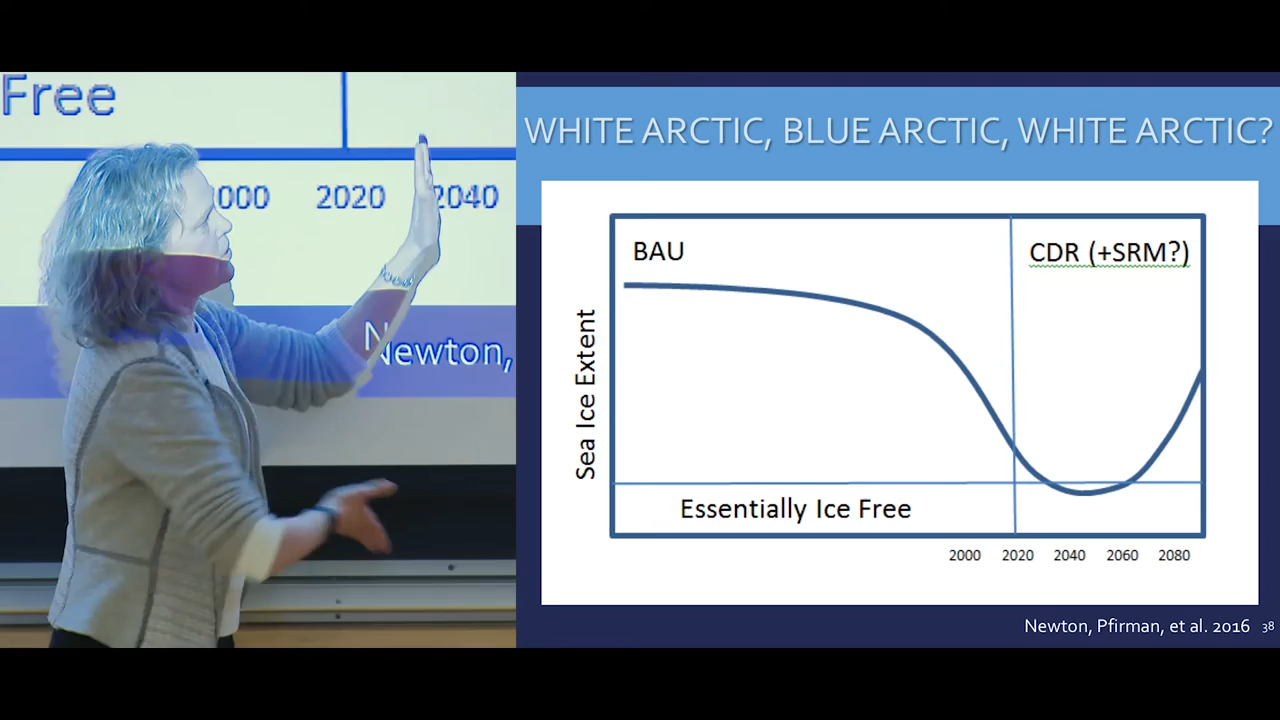 Free
000 2020 2040
Newton,
WHITE ARCTIC, BLUE ARCTIC, WHITE ARCTIC?
BAU
CDR (+SRM?)
Sea Ice Extent
Essentially Ice Free
2000 2020 2040 2060 2080
Newton, Pfirman, et al. 2016 38